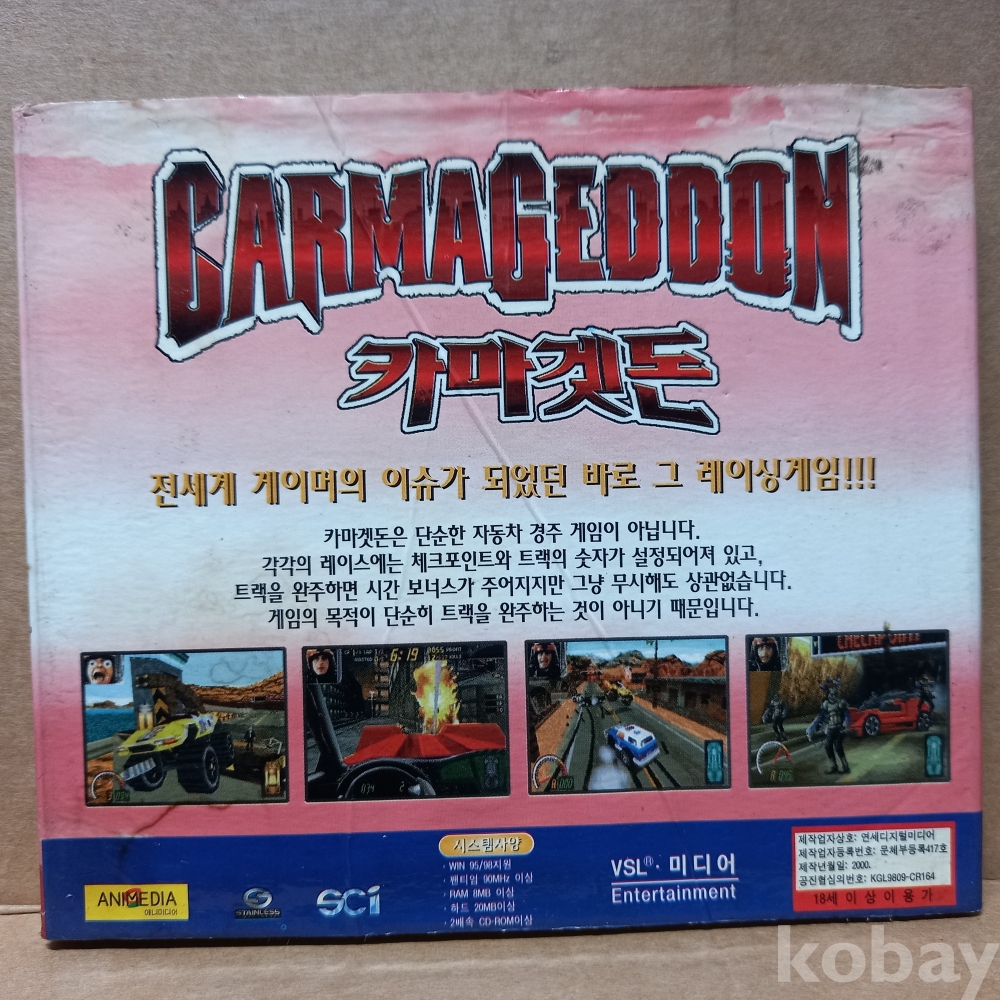 CARMAGEDDON
카마겟돈
전세계 게이머의 이슈가 되었던 바로 그 레이싱게임!!!
카마겟돈은 단순한 자동차 경주 게임이 아닙니다.
각각의 레이스에는 체크포인트와 트랙의 숫자가 설정되어져 있고,
트랙을 완주하면 시간 보너스가 주어지지만 그냥 무시해도 상관없습니다.
게임의 목적이 단순히 트랙을 완주하는 것이 아니기 때문입니다.
6:19
ANIMEDIA
애니미디어
STAINLESS
SCi
시스템사양
· WIN 95/98지원
· 팬티엄 90MHz 이상
· RAM 8MB 이상
· 하드 20MB이상
· 2배속 CD-ROM이상
VSL®· 미디어
Entertainment
제작업자상호: 연세디지털미디어
제작업자등록번호: 문체부등록417호
제작년월일: 2000.
공진협심의번호: KGL9809-CR164
18세이상이용가
kobay